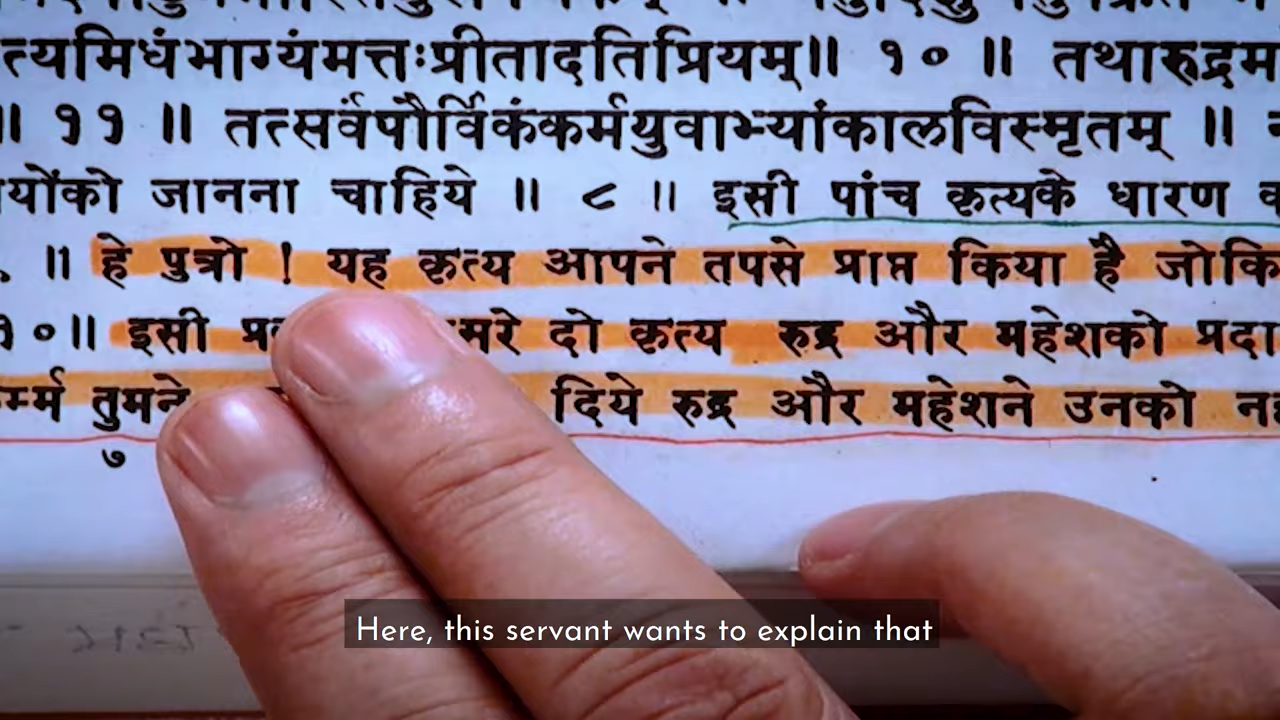 त्यमिधंभाग्यंमत्तःप्रीतादतिप्रियम्॥ १० ॥ तथारुद्रम
॥ ११ ॥ तत्सर्वंपौर्विकंकर्मयुवाभ्यांकालविस्मृतम् ॥
योंको जानना चाहिये ॥ ८ ॥ इसी पांच कृत्यके धारण
॥ हे पुत्रो ! यह कृत्य आपने तपसे प्राप्त किया है जोकि
१०॥ इसी दो कृत्य रुद्र और महेशको प्रदा
र्म्म तुमने दिये रुद्र और महेशने उनको
७
Here, this servant wants to explain that